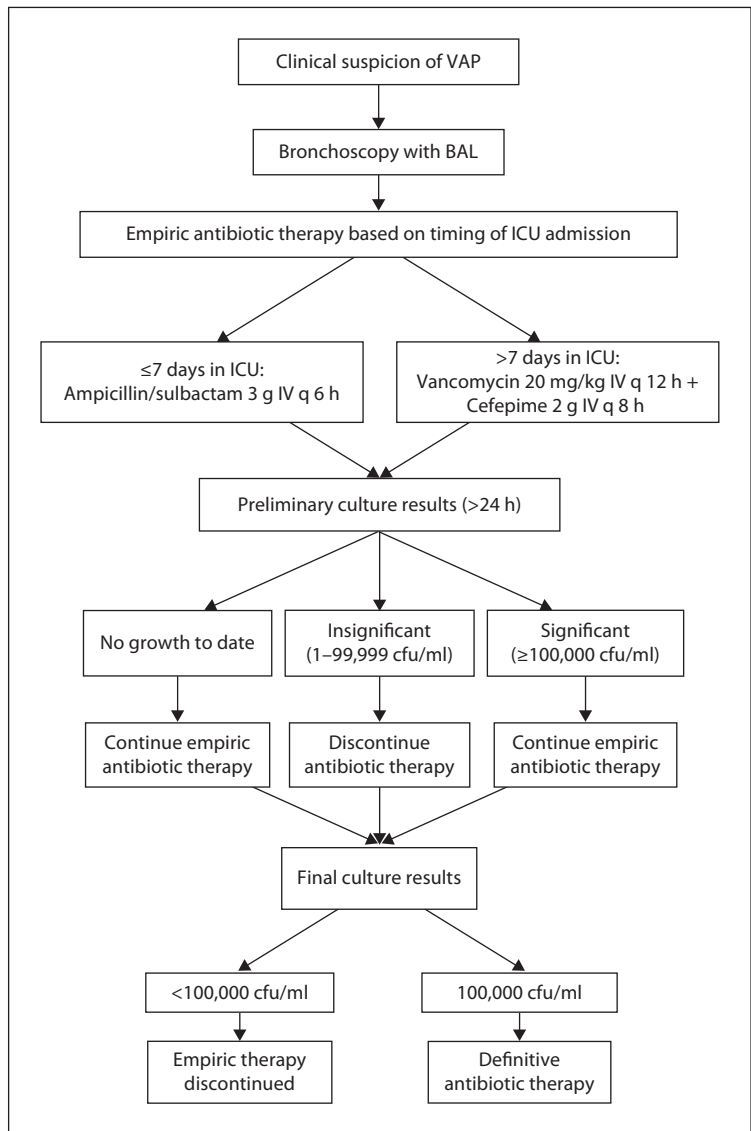 Clinical suspicion of VAP
Bronchoscopy with BAL
Empiric antibiotic therapy based on timing of ICU admission
≤7 days in ICU:
Ampicillin/sulbactam 3 g IV q 6 h
>7 days in ICU:
Vancomycin 20 mg/kg IV q 12 h +
Cefepime 2 g IV q 8 h
Preliminary culture results (>24 h)
No growth to date
Insignificant
(1–99,999 cfu/ml)
Significant
(≥100,000 cfu/ml)
Continue empiric
antibiotic therapy
Discontinue
antibiotic therapy
Continue empiric
antibiotic therapy
Final culture results
<100,000 cfu/ml
100,000 cfu/ml
Empiric therapy
discontinued
Definitive
antibiotic therapy